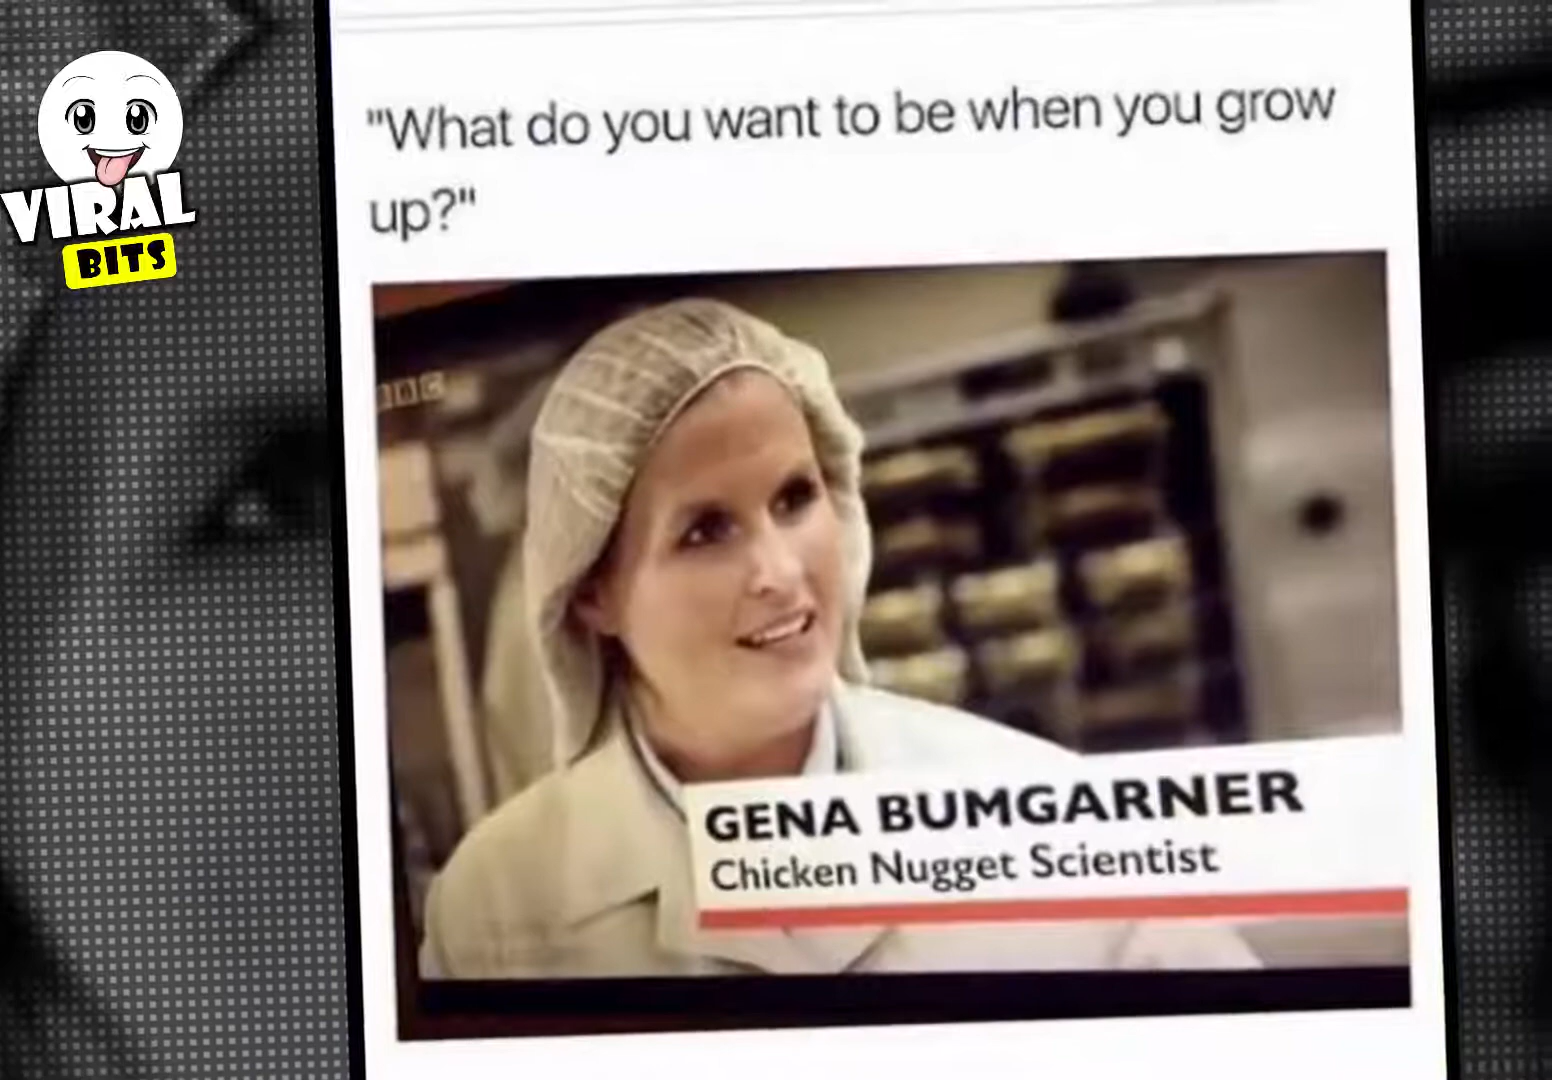 VIRAL
BITS
"What do you want to be when you grow
up?"
BBC
GENA BUMGARNER
Chicken Nugget Scientist